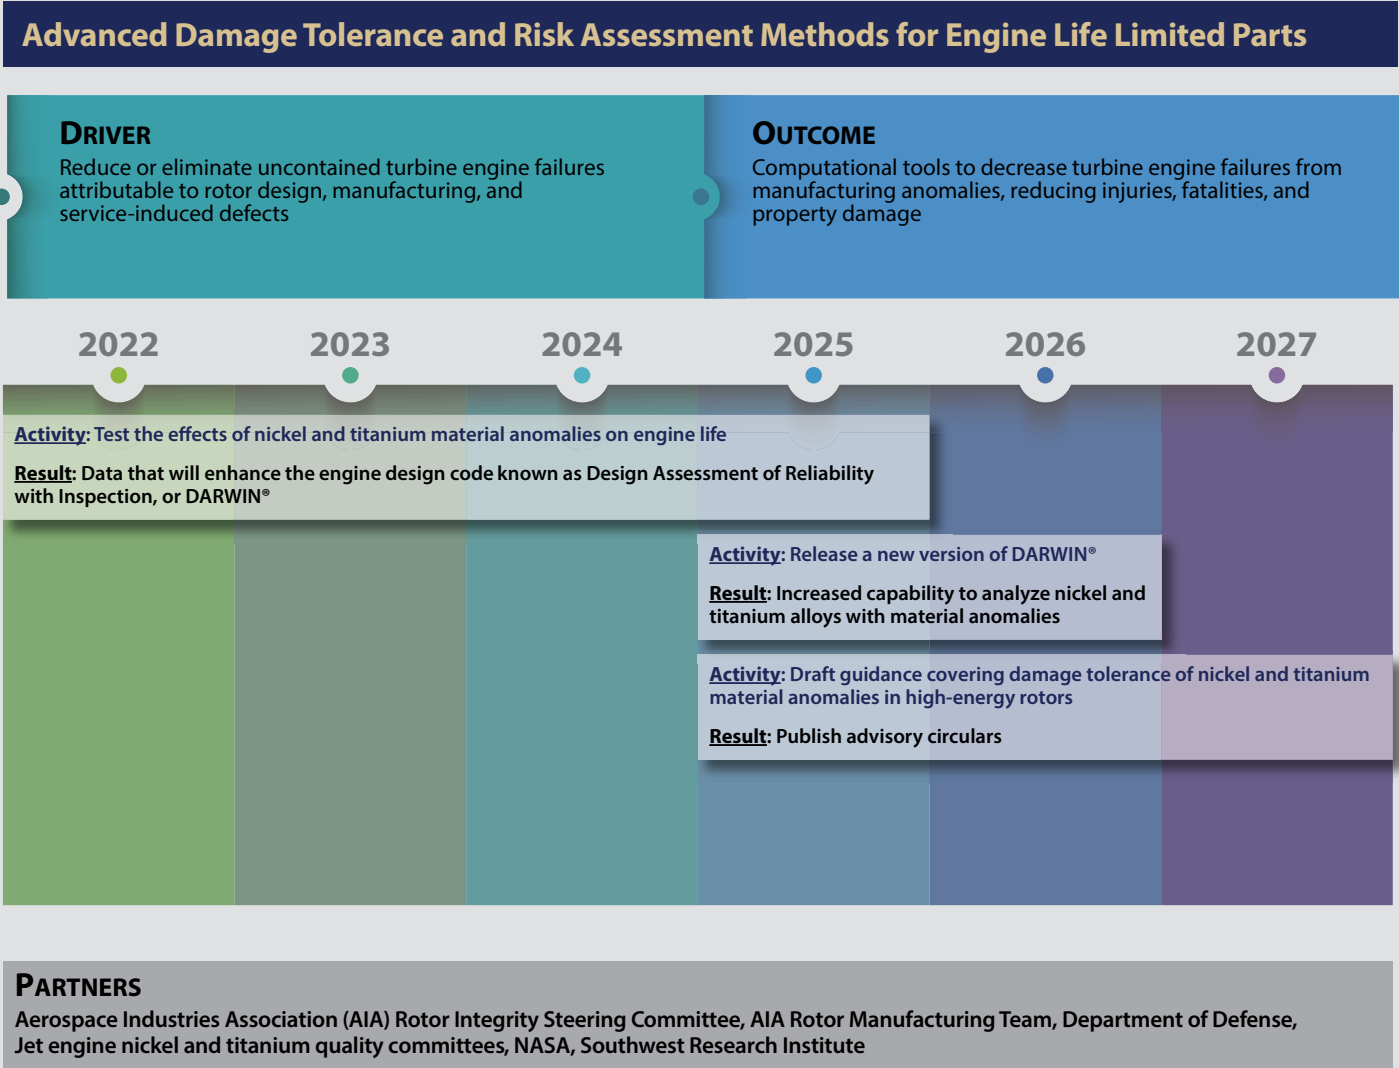 Advanced Damage Tolerance and Risk Assessment Methods for Engine Life Limited Parts
DRIVER
Reduce or eliminate uncontained turbine engine failures
attributable to rotor design, manufacturing, and
service-induced defects
OUTCOME
Computational tools to decrease turbine engine failures from
manufacturing anomalies, reducing injuries, fatalities, and
property damage
2022 2023 2024 2025 2026 2027
Activity: Test the effects of nickel and titanium material anomalies on engine life
Result: Data that will enhance the engine design code known as Design Assessment of Reliability
with Inspection, or DARWIN®
Activity: Release a new version of DARWIN®
Result: Increased capability to analyze nickel and
titanium alloys with material anomalies
Activity: Draft guidance covering damage tolerance of nickel and titanium
material anomalies in high-energy rotors
Result: Publish advisory circulars
PARTNERS
Aerospace Industries Association (AIA) Rotor Integrity Steering Committee, AIA Rotor Manufacturing Team, Department of Defense,
Jet engine nickel and titanium quality committees, NASA, Southwest Research Institute